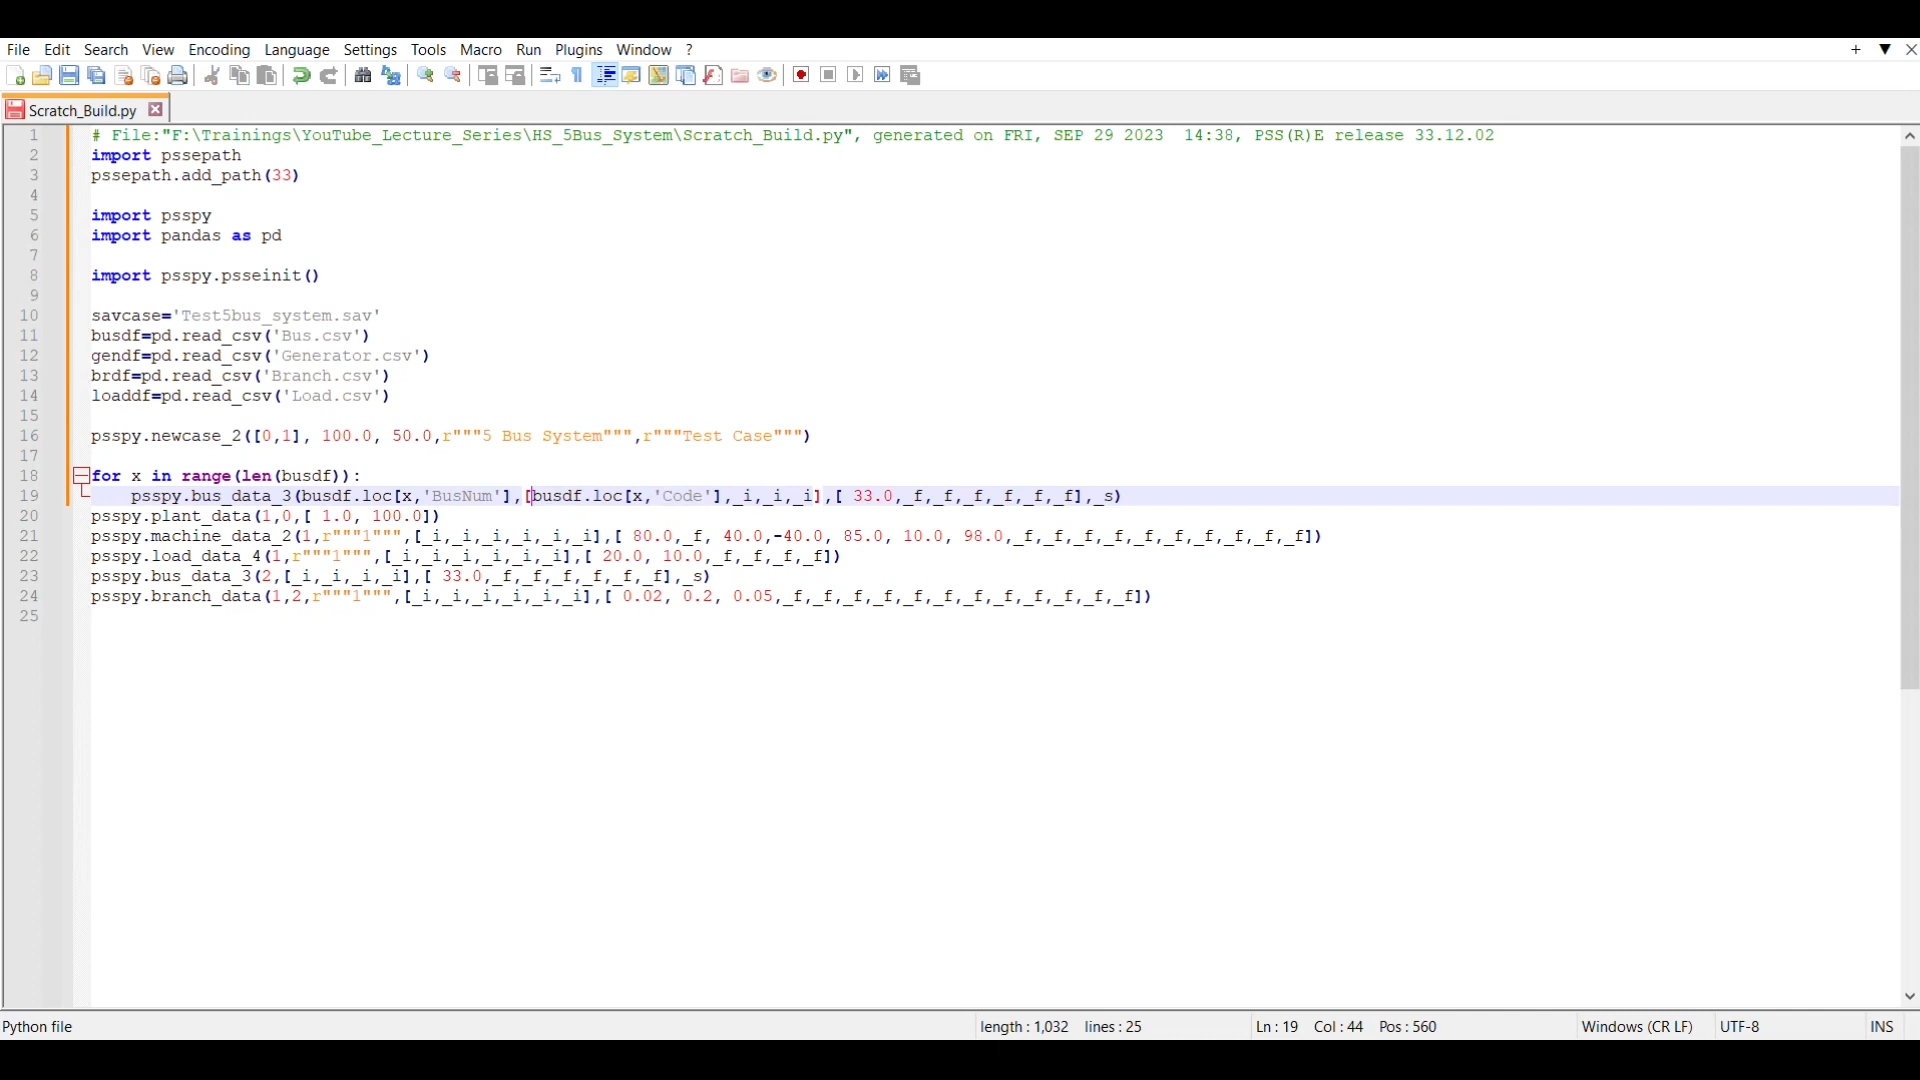 File Edit Search View Encoding Language Settings Tools Macro Run Plugins Window ?
Scratch_Build.py
1 # File:"F:\Trainings\YouTube_Lecture_Series\HS_5Bus_System\Scratch_Build.py", generated on FRI, SEP 29 2023  14:38, PSS(R)E release 33.12.02
2 import pssepath
3 pssepath.add_path(33)
4
5 import psspy
6 import pandas as pd
7
8 import psspy.psseinit()
9
10 savcase='Test5bus_system.sav'
11 busdf=pd.read_csv('Bus.csv')
12 gendf=pd.read_csv('Generator.csv')
13 brdf=pd.read_csv('Branch.csv')
14 loaddf=pd.read_csv('Load.csv')
15
16 psspy.newcase_2([0,1], 100.0, 50.0,r"""5 Bus System""",r"""Test Case""")
17
18 for x in range(len(busdf)):
19     psspy.bus_data_3(busdf.loc[x,'BusNum'],[busdf.loc[x,'Code'],_i,_i,_i],[ 33.0,_f,_f,_f,_f,_f,_f],_s)
20 psspy.plant_data(1,0,[ 1.0, 100.0])
21 psspy.machine_data_2(1,r"""1""",[_i,_i,_i,_i,_i,_i],[ 80.0,_f, 40.0,-40.0, 85.0, 10.0, 98.0,_f,_f,_f,_f,_f,_f,_f,_f,_f,_f])
22 psspy.load_data_4(1,r"""1""",[_i,_i,_i,_i,_i,_i],[ 20.0, 10.0,_f,_f,_f,_f])
23 psspy.bus_data_3(2,[_i,_i,_i,_i],[ 33.0,_f,_f,_f,_f,_f,_f],_s)
24 psspy.branch_data(1,2,r"""1""",[_i,_i,_i,_i,_i,_i],[ 0.02, 0.2, 0.05,_f,_f,_f,_f,_f,_f,_f,_f,_f,_f,_f,_f])
25
Python file length : 1,032 lines : 25 Ln : 19 Col : 44 Pos : 560 Windows (CR LF) UTF-8 INS